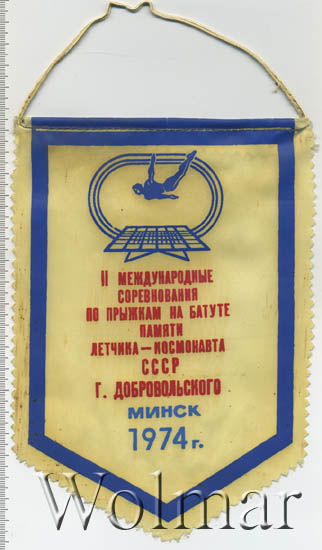 II МЕЖДУНАРОДНЫЕ
СОРЕВНОВАНИЯ
ПО ПРЫЖКАМ НА БАТУТЕ
ПАМЯТИ
ЛЕТЧИКА-КОСМОНАВТА
СССР
Г. ДОБРОВОЛЬСКОГО
МИНСК
1974 г.
Wolmar